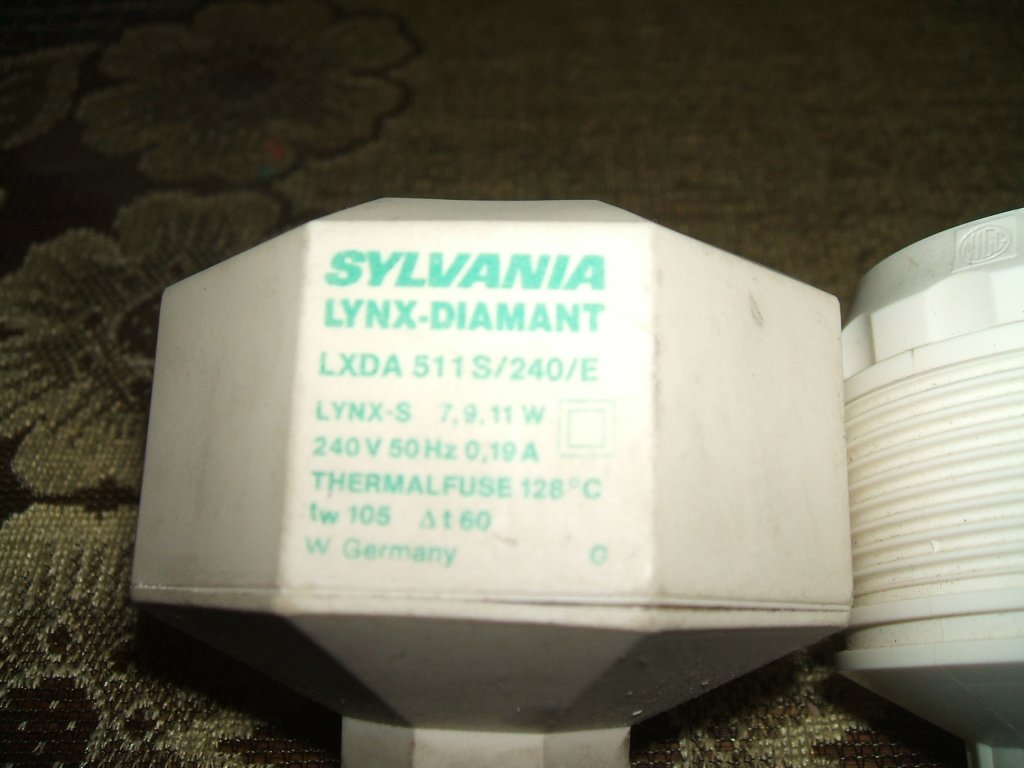 SYLVANIA
LYNX-DIAMANT
LXDA 511 S/240/E
LYNX-S 7,9,11 W
240 V 50 Hz 0,19 A
THERMALFUSE 128°C
tw 105 Δt 60
W Germany G